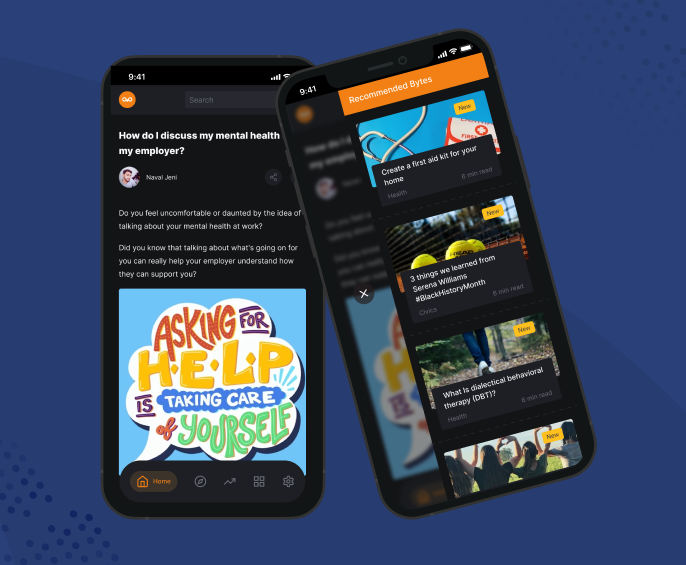 9:41
Search
How do I discuss my mental health
my employer?
Naval Jeni
Do you feel uncomfortable or daunted by the idea of
talking about your mental health at work?
Did you know that talking about what's going on for
you can really help your employer understand how
they can support you?
ASKING FOR
H·E·L·P
IS TAKING CARE
of YOURSELF
Home
9:41
Recommended Bytes
New
Create a first aid kit for your
home
Health
6 min read
New
HEAD
3 things we learned from
Serena Williams
#BlackHistoryMonth
Civics
6 min read
New
What Is dialectical behavioral
therapy (DBT)?
Health
6 min read
New